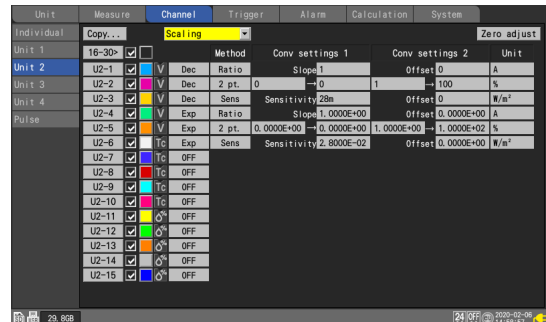 Unit Measure Channel Trigger Alarm Calculation System
Individual Copy... Scaling Zero adjust
Unit 1 16-30> Method Conv settings 1 Conv settings 2 Unit
Unit 2 U2-1 V Dec Ratio Slope 1 Offset 0 A
Unit 3 U2-2 V Dec 2 pt. 0 → 0 1 → 100 %
Unit 4 U2-3 V Dec Sens Sensitivity 28m Offset 0 W/m²
Pulse U2-4 V Exp Ratio Slope 1.0000E+00 Offset 0.0000E+00 A
U2-5 V Exp 2 pt. 0.0000E+00 → 0.0000E+00 1.0000E+00 → 1.0000E+02 %
U2-6 Tc Exp Sens Sensitivity 2.8000E-02 Offset 0.0000E+00 W/m²
U2-7 Tc OFF
U2-8 Tc OFF
U2-9 Tc OFF
U2-10 Tc OFF
U2-11 % OFF
U2-12 % OFF
U2-13 % OFF
U2-14 % OFF
U2-15 % OFF
29.8GB 24 OFF 2020-02-06